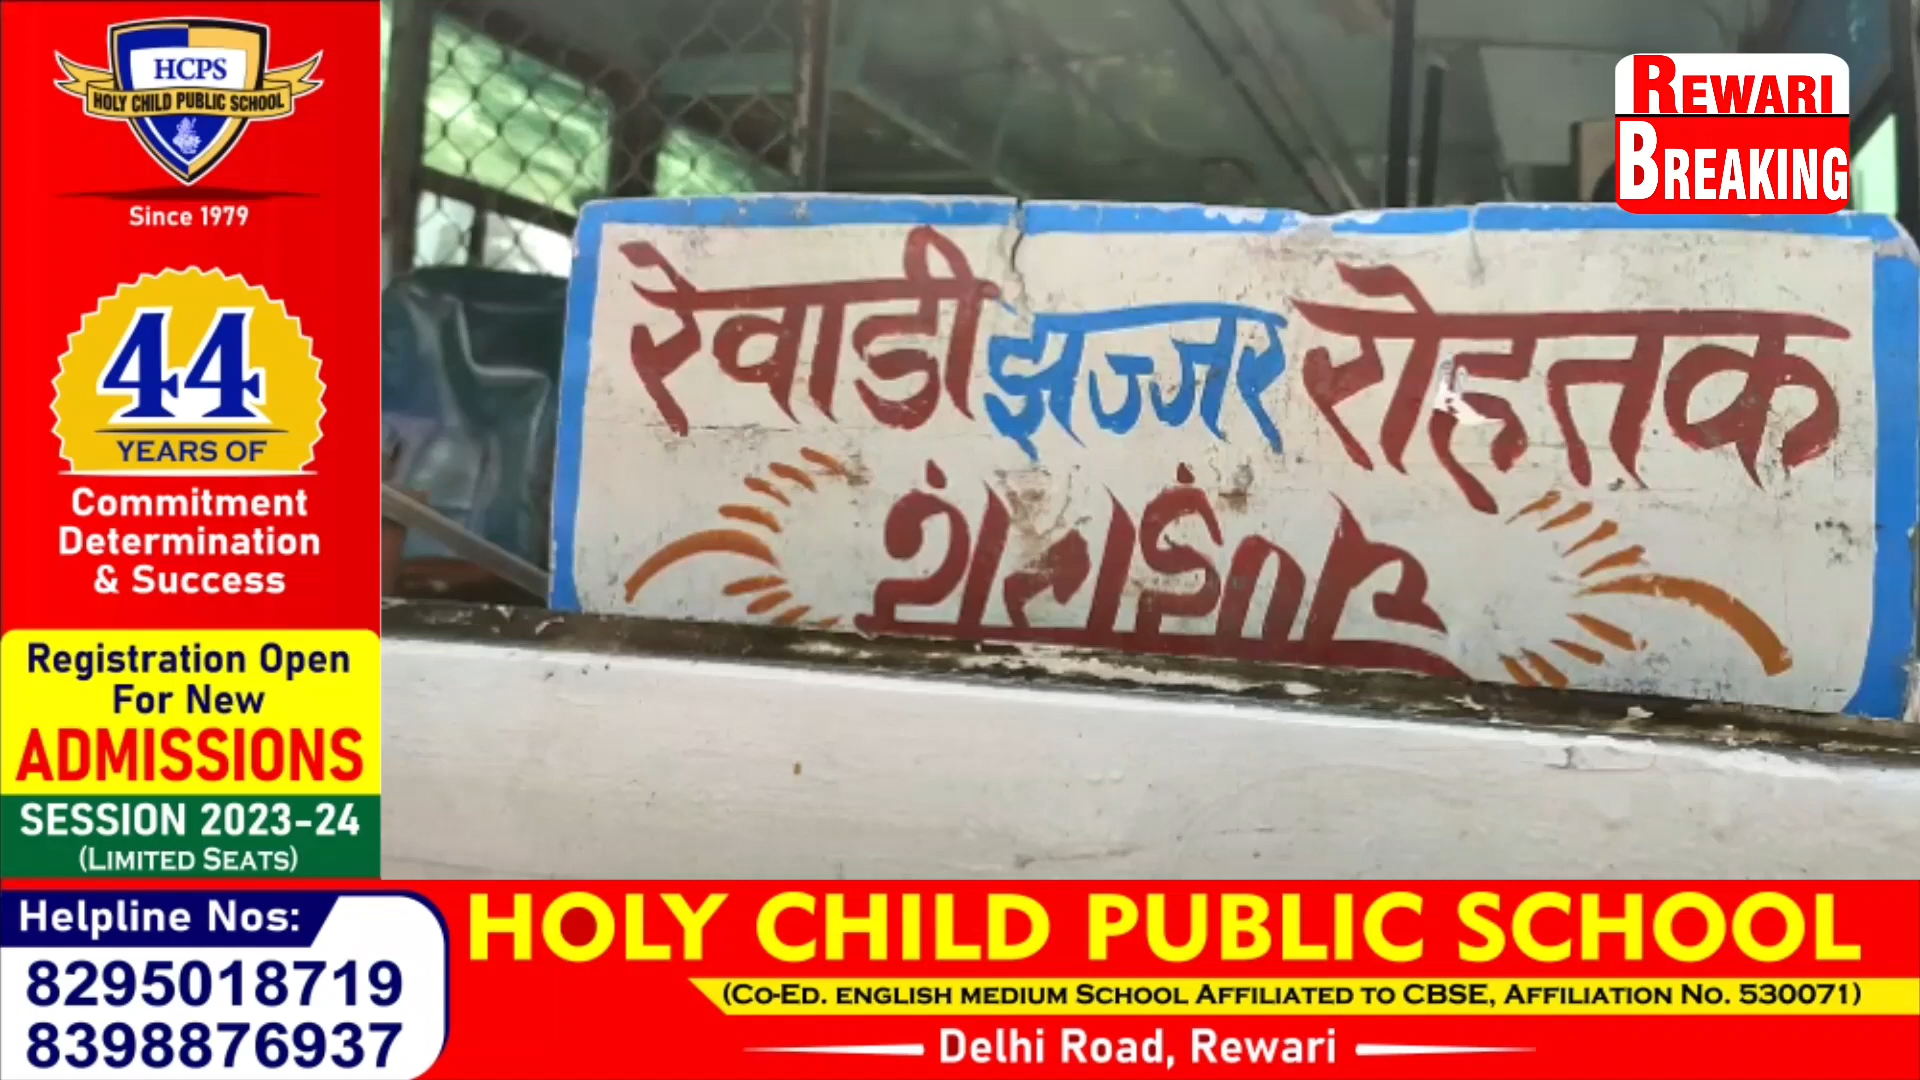 HCPS
HOLY CHILD PUBLIC SCHOOL
Since 1979
44
YEARS OF
Commitment
Determination
& Success
Registration Open
For New
ADMISSIONS
SESSION 2023-24
(LIMITED SEATS)
REWARI
BREAKING
रेवाडी झज्जर रोहतक
Helpline Nos:
8295018719
8398876937
HOLY CHILD PUBLIC SCHOOL
(CO-ED. ENGLISH MEDIUM SCHOOL AFFILIATED TO CBSE, AFFILIATION NO. 530071)
Delhi Road, Rewari